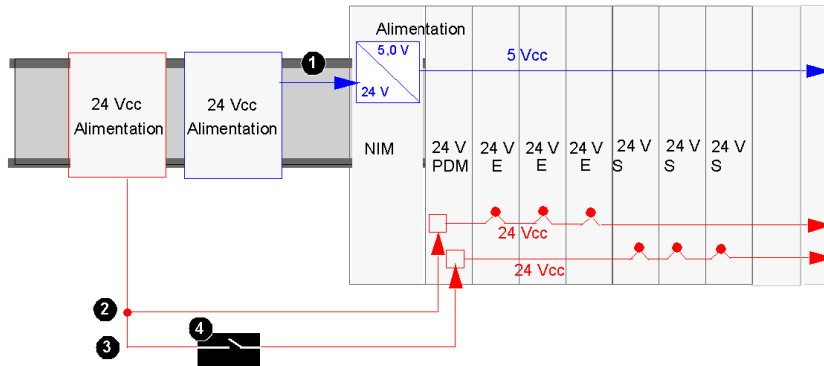 Alimentation
1
5,0 V
24 V
5 Vcc
24 Vcc
Alimentation
24 Vcc
Alimentation
NIM
24 V
PDM
24 V
E
24 V
E
24 V
E
24 V
S
24 V
S
24 V
S
24 Vcc
24 Vcc
2
3
4